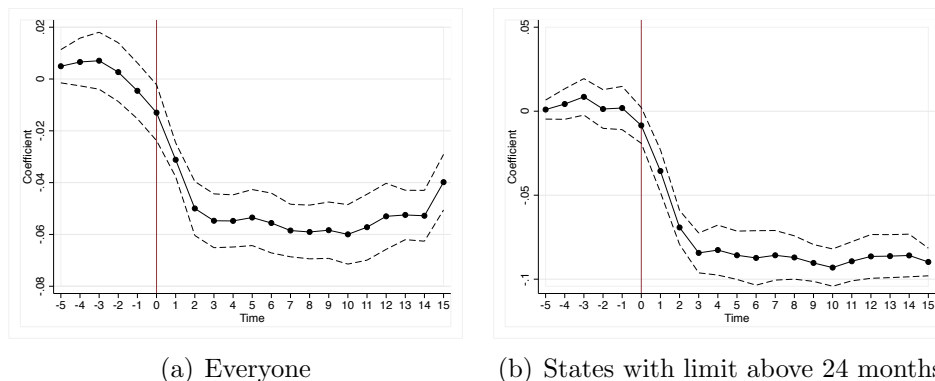 .02
0
-.02
-.04
-.06
-.08
Coefficient
-5 -4 -3 -2 -1 0 1 2 3 4 5 6 7 8 9 10 11 12 13 14 15
Time
(a) Everyone
.05
0
-.05
-.1
Coefficient
-5 -4 -3 -2 -1 0 1 2 3 4 5 6 7 8 9 10 11 12 13 14 15
Time
(b) States with limit above 24 months